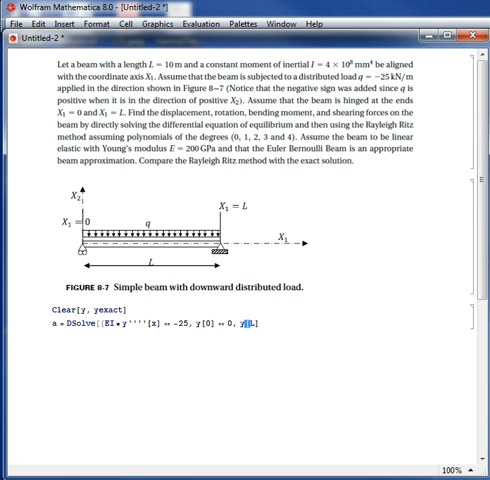 Wolfram Mathematica 8.0 - [Untitled-2 *]
File Edit Insert Format Cell Graphics Evaluation Palettes Window Help
Untitled-2 *
Let a beam with a length L = 10 m and a constant moment of inertial I = 4 × 10⁸ mm⁴ be aligned
with the coordinate axis X₁. Assume that the beam is subjected to a distributed load q = −25 kN/m
applied in the direction shown in Figure 8–7 (Notice that the negative sign was added since q is
positive when it is in the direction of positive X₂). Assume that the beam is hinged at the ends
X₁ = 0 and X₁ = L. Find the displacement, rotation, bending moment, and shearing forces on the
beam by directly solving the differential equation of equilibrium and then using the Rayleigh Ritz
method assuming polynomials of the degrees (0, 1, 2, 3 and 4). Assume the beam to be linear
elastic with Young's modulus E = 200 GPa and that the Euler Bernoulli Beam is an appropriate
beam approximation. Compare the Rayleigh Ritz method with the exact solution.
X₂
X₁ = L
X₁ = 0
q
X₁
L
FIGURE 8-7 Simple beam with downward distributed load.
Clear[y, yexact]
a = DSolve[(EI * y''''[x] == -25, y[0] == 0, y[L]
100%